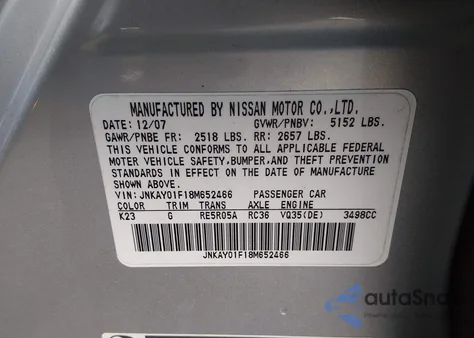 MANUFACTURED BY NISSAN MOTOR CO.,LTD.
DATE: 12/07 GVWR/PNBV: 5152 LBS.
GAWR/PNBE FR: 2518 LBS. RR: 2657 LBS.
THIS VEHICLE CONFORMS TO ALL APPLICABLE FEDERAL
MOTOR VEHICLE SAFETY,BUMPER,AND THEFT PREVENTION
STANDARDS IN EFFECT ON THE DATE OF MANUFACTURE
SHOWN ABOVE.
VIN: JNKAY01F18M652466 PASSENGER CAR
COLOR TRIM TRANS AXLE ENGINE
K23 G RE5R05A RC36 VQ35(DE) 3498CC
JNKAY01F18M652466